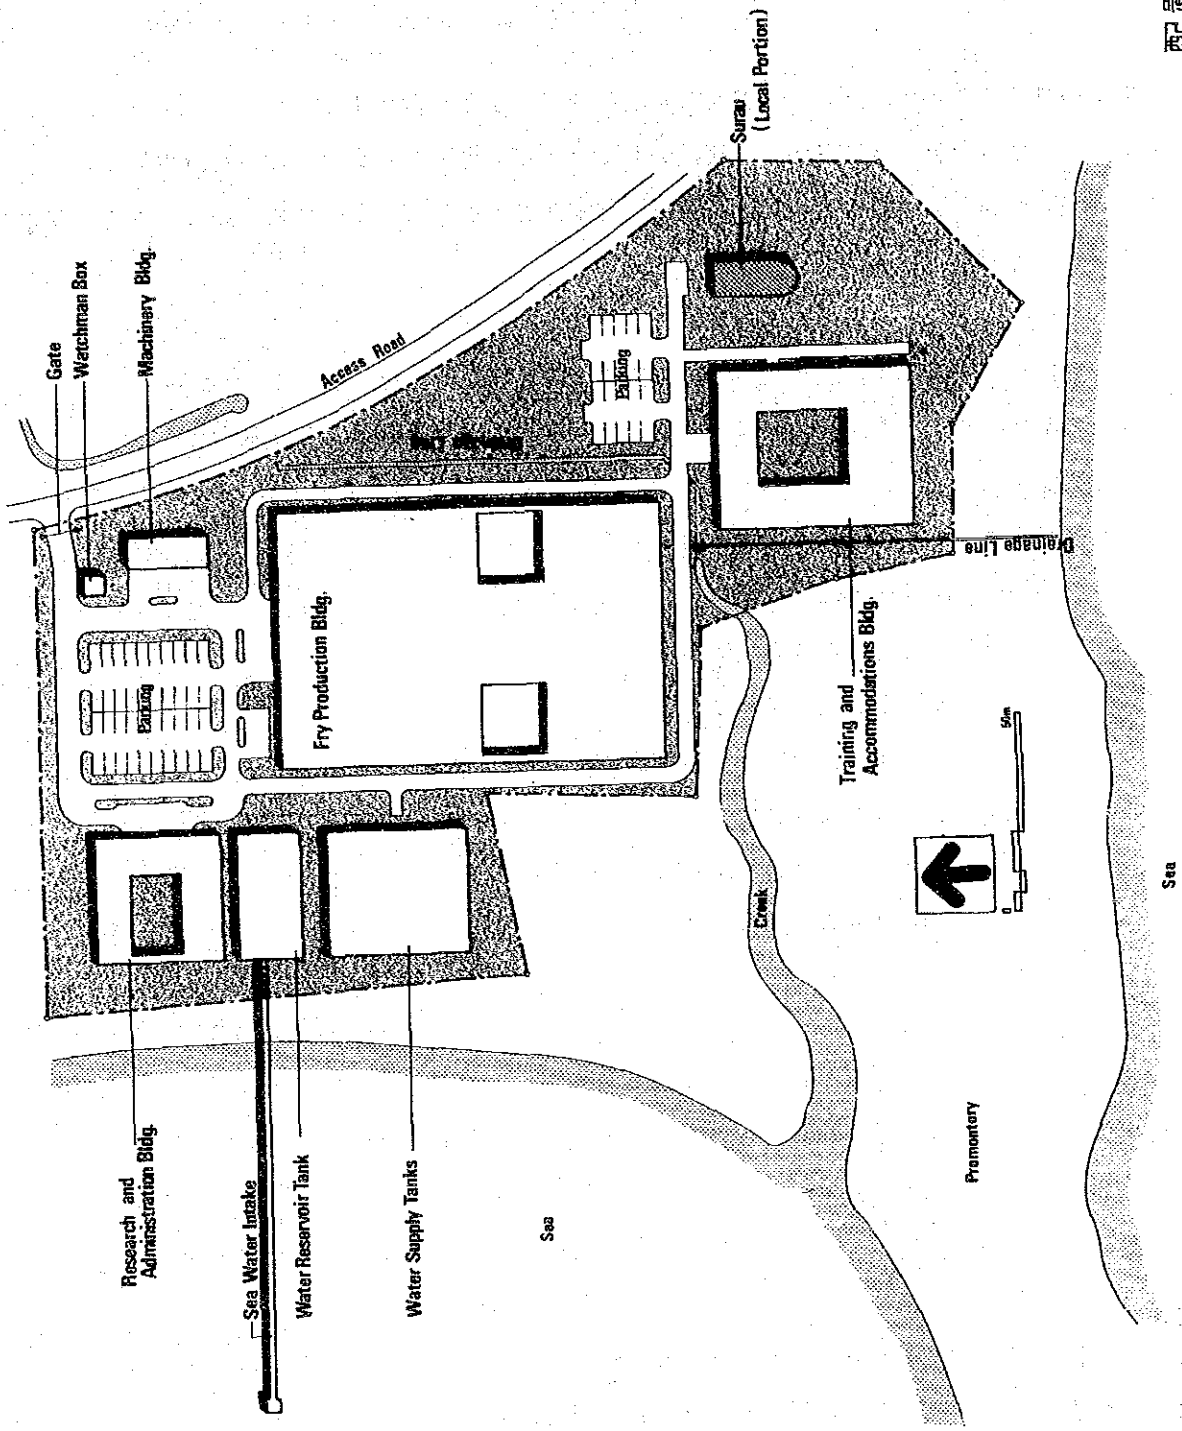 Gate
Watchman Box
Machinery Bldg.
Access Road
Surau
(Local Portion)
Parking
Parking
Fry Production Bldg.
Drainage Line
Training and
Accommodations Bldg.
Creek
50m
0
Research and
Administration Bldg.
Sea Water Intake
Water Reservoir Tank
Water Supply Tanks
Sea
Promontory
Sea